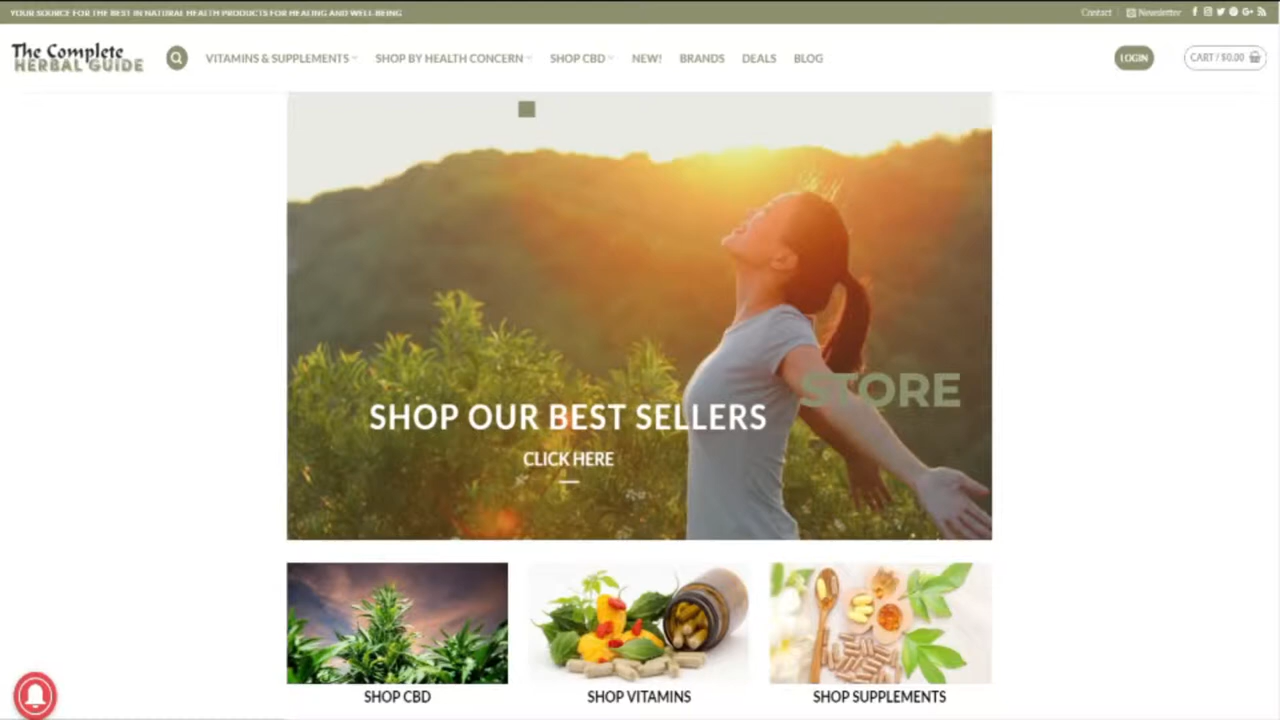 YOUR SOURCE FOR THE BEST IN NATURAL HEALTH PRODUCTS FOR HEALING AND WELL-BEING
Contact
Newsletter
The Complete
HERBAL GUIDE
VITAMINS & SUPPLEMENTS
SHOP BY HEALTH CONCERN
SHOP CBD
NEW!
BRANDS
DEALS
BLOG
LOGIN
CART / $0.00
STORE
SHOP OUR BEST SELLERS
CLICK HERE
SHOP CBD
SHOP VITAMINS
SHOP SUPPLEMENTS